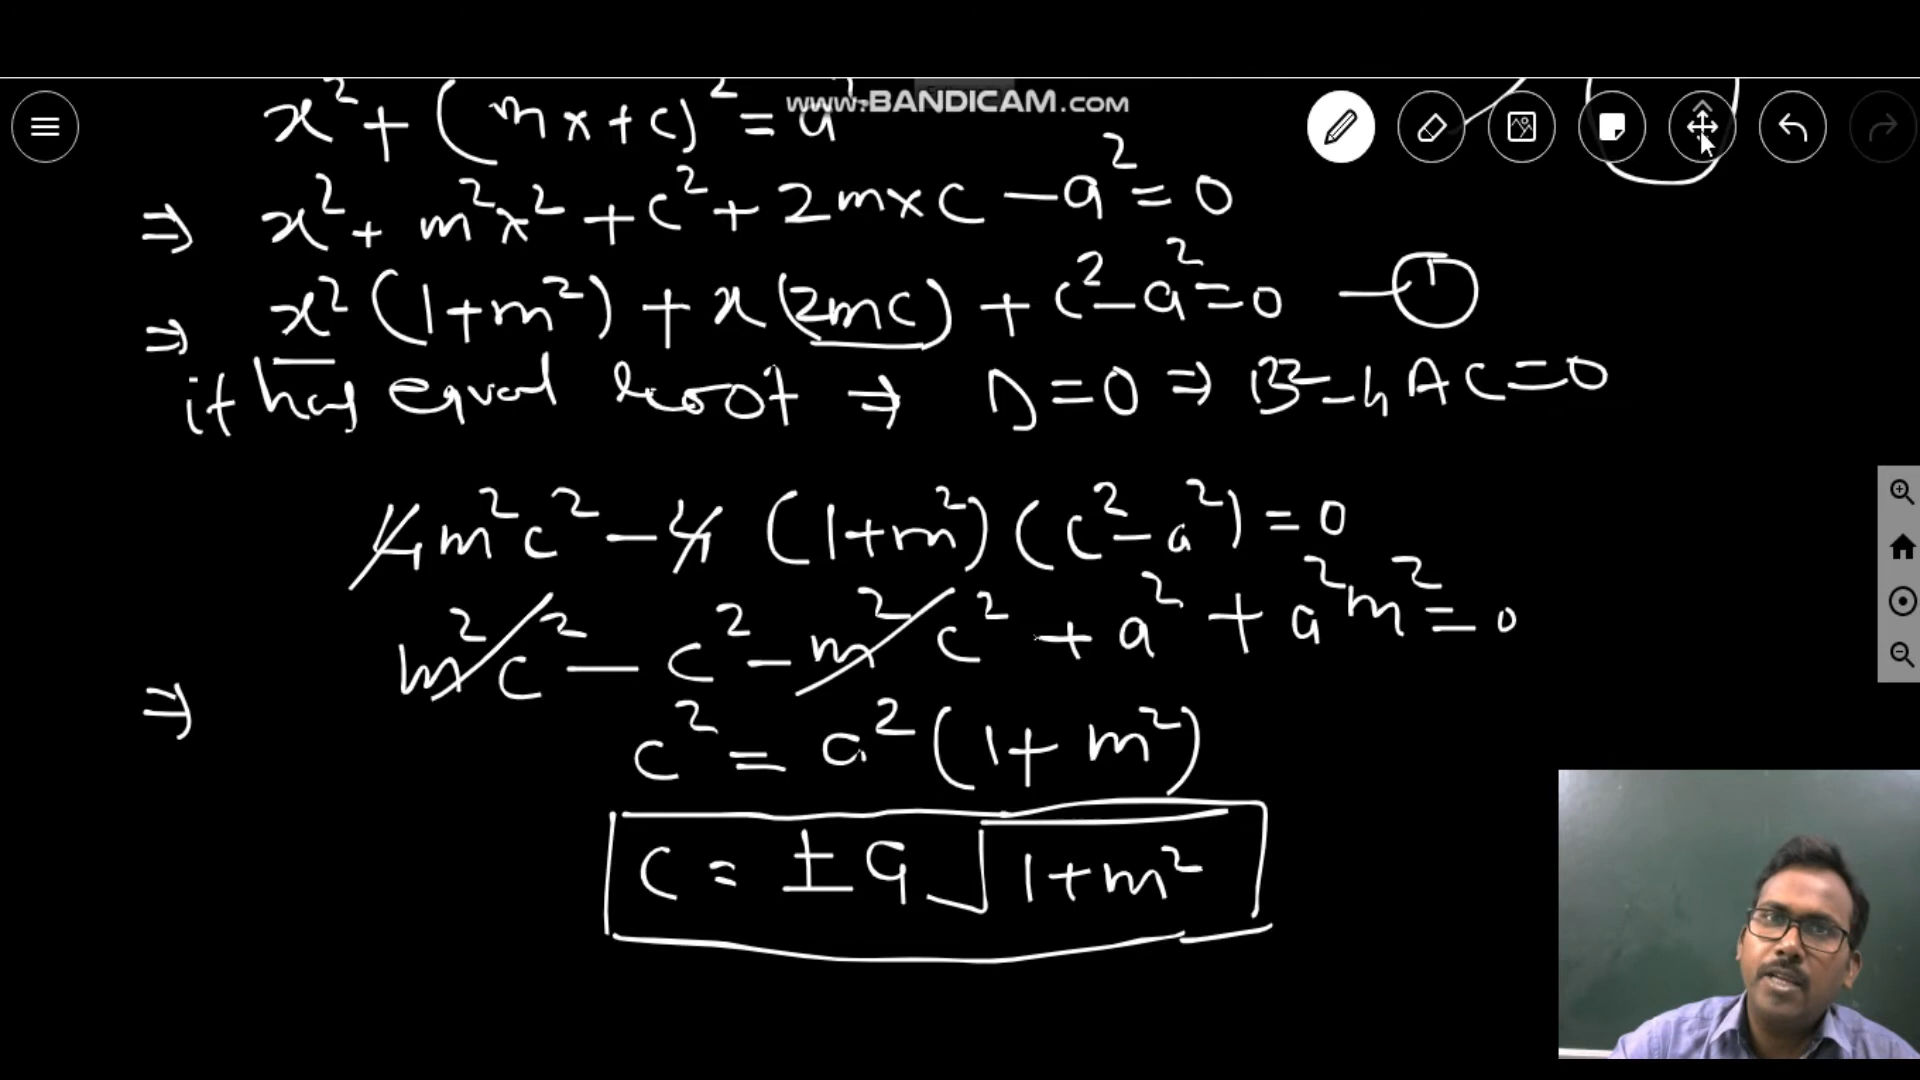 www.BANDICAM.com
x² + (mx+c)² = a²
⇒ x² + m²x² + c² + 2mxc − a² = 0
⇒ x²(1+m²) + x(2mc) + c² − a² = 0 — ①
it has equal root ⇒ D = 0 ⇒ B² − 4AC = 0
4m²c² − 4(1+m²)(c² − a²) = 0
⇒ m²c² − c² − m²c² + a² + a²m² = 0
c² = a²(1+m²)
c = ±a√1+m²